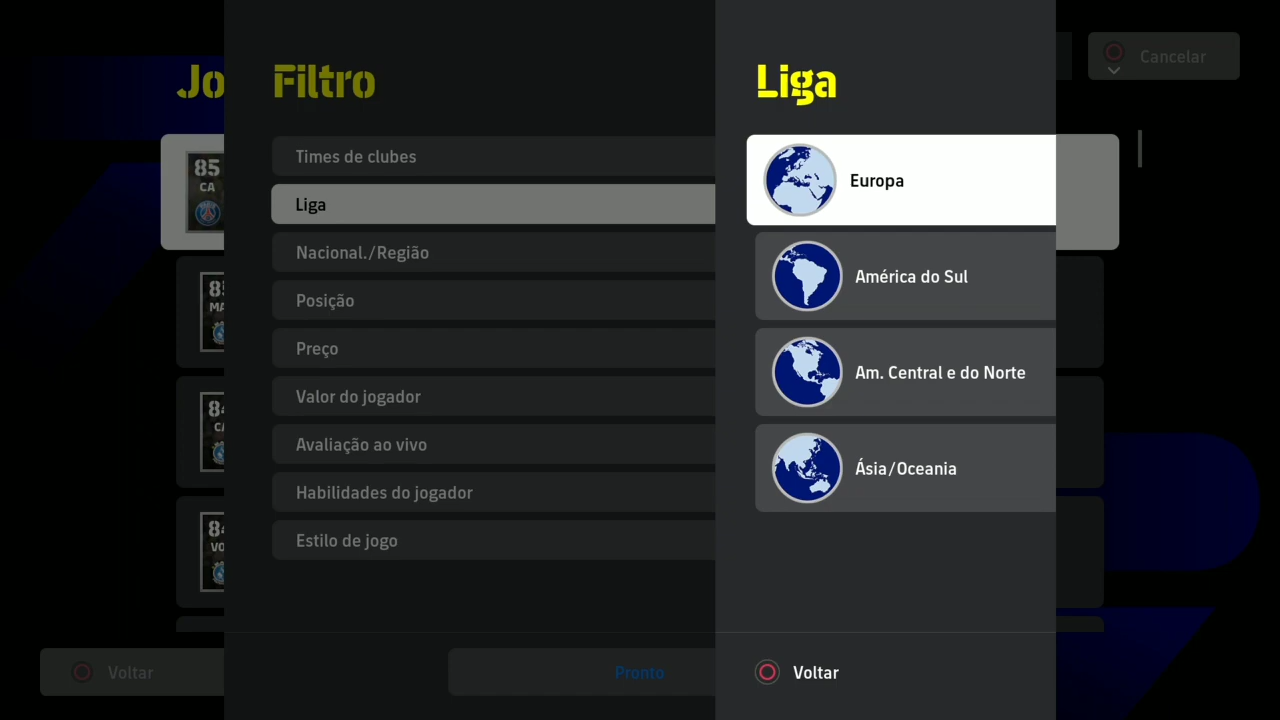 Jo
Filtro
Liga
Cancelar
Times de clubes
Liga
Nacional./Região
Posição
Preço
Valor do jogador
Avaliação ao vivo
Habilidades do jogador
Estilo de jogo
Europa
América do Sul
Am. Central e do Norte
Ásia/Oceania
85
CA
Voltar
Pronto
Voltar